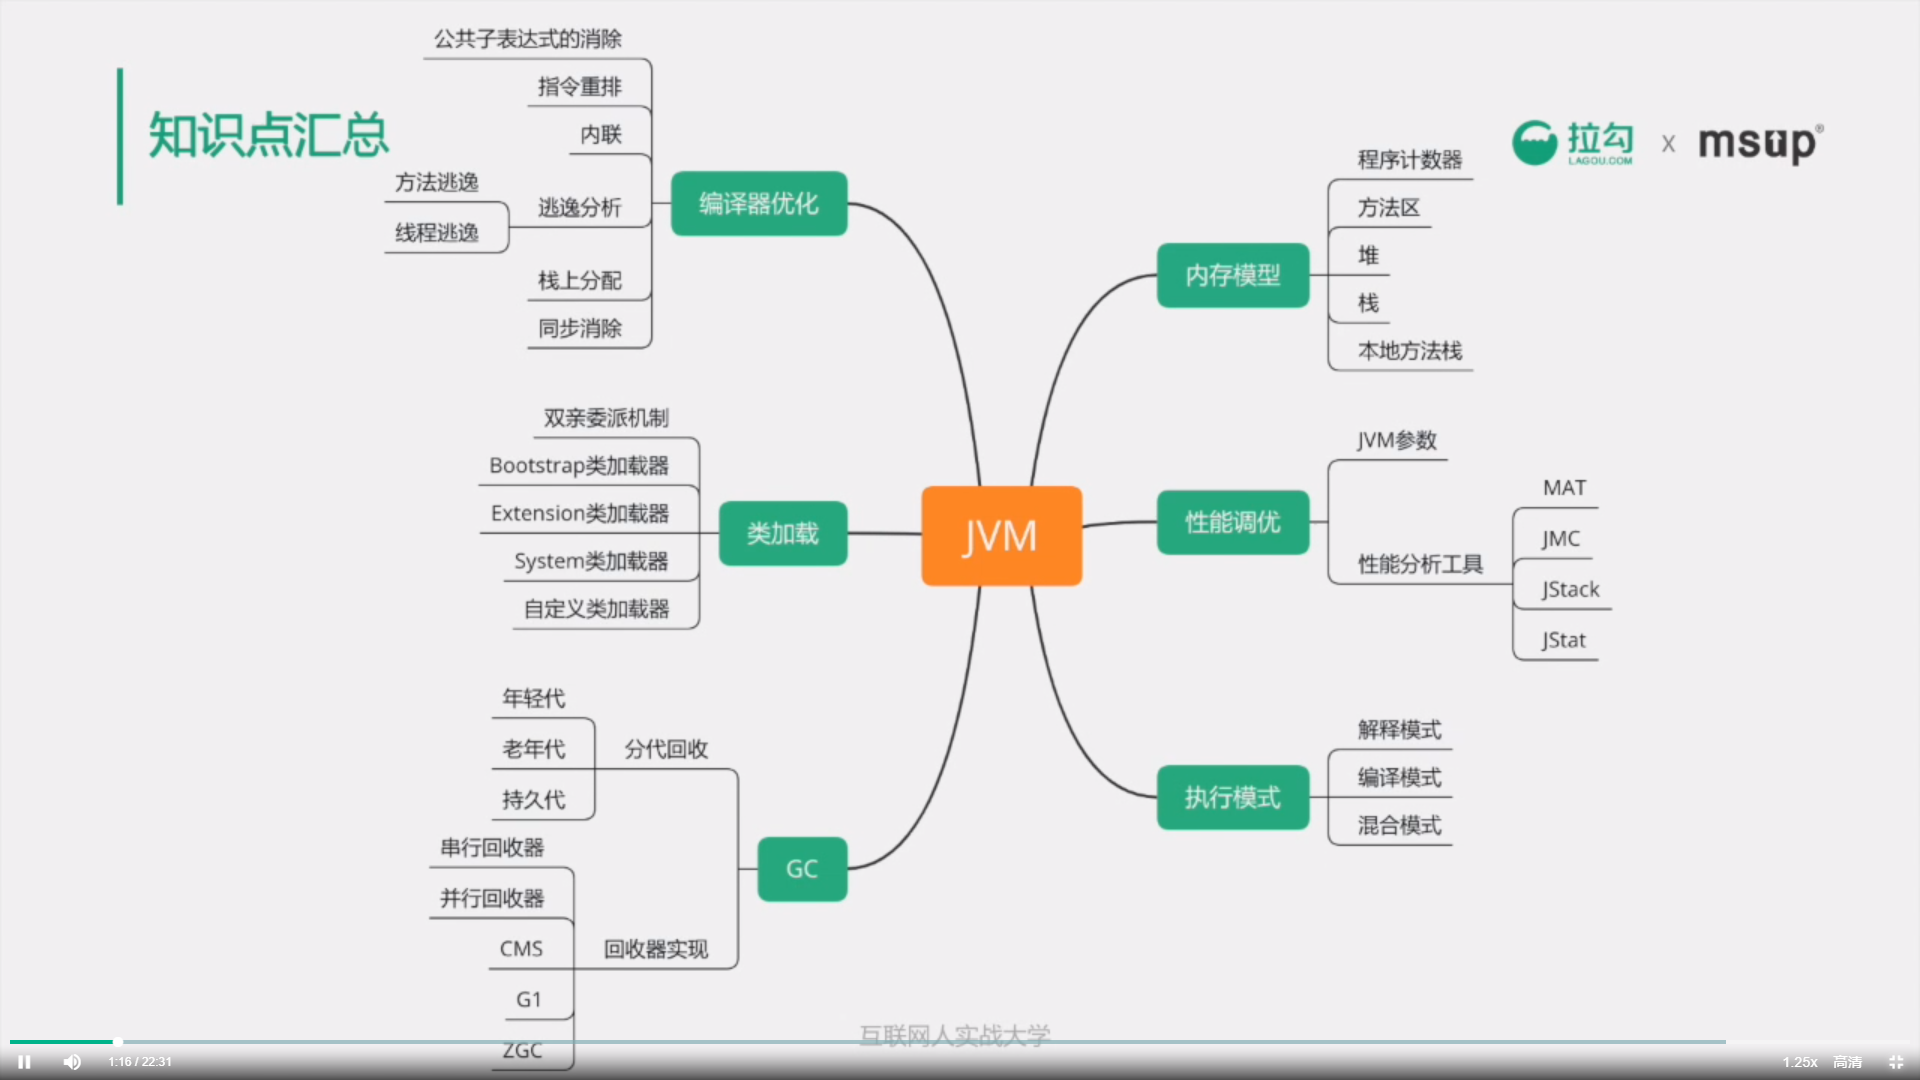 知识点汇总
拉勾
LAGOU.COM
x
msup®
JVM
编译器优化
公共子表达式的消除
指令重排
内联
逃逸分析
方法逃逸
线程逃逸
栈上分配
同步消除
类加载
双亲委派机制
Bootstrap类加载器
Extension类加载器
System类加载器
自定义类加载器
GC
分代回收
年轻代
老年代
持久代
回收器实现
串行回收器
并行回收器
CMS
G1
ZGC
内存模型
程序计数器
方法区
堆
栈
本地方法栈
性能调优
JVM参数
性能分析工具
MAT
JMC
JStack
JStat
执行模式
解释模式
编译模式
混合模式
互联网人实战大学
1:16 / 22:31
1.25x
高清